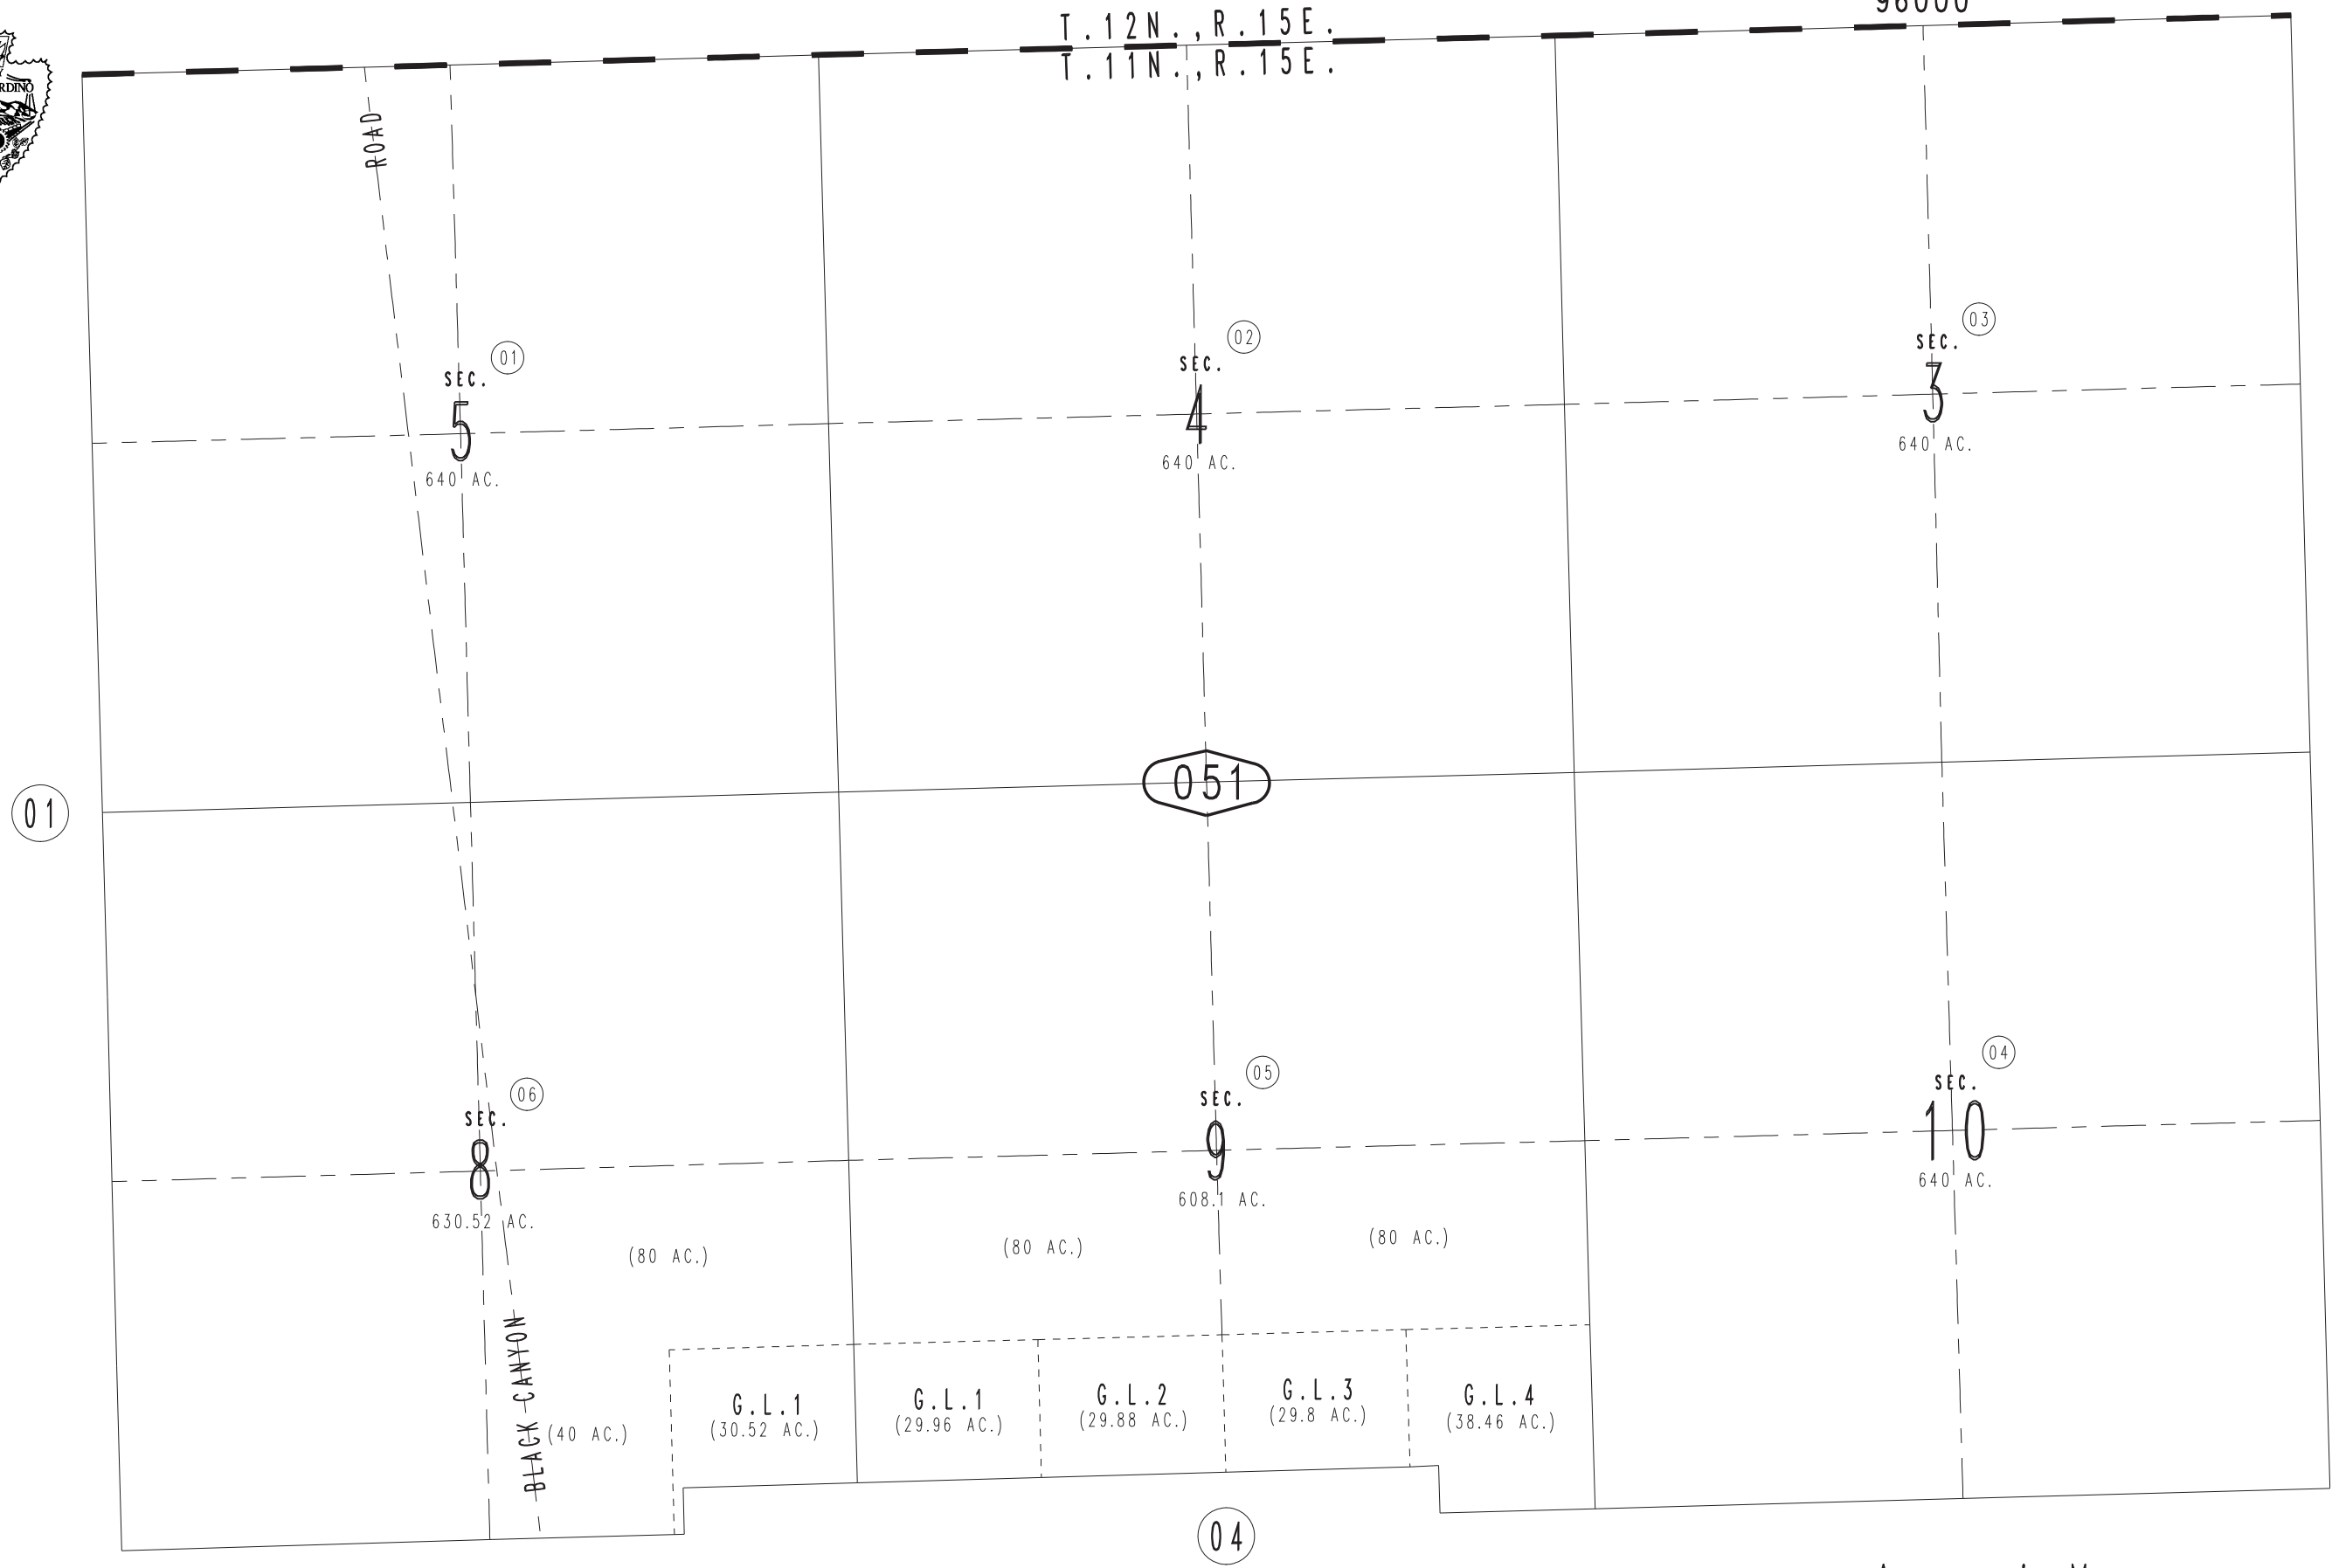 96000
T.12N.,R.15E.
T.11N.,R.15E.
RDINO
ROAD
01
SEC.
5
640 AC.
02
SEC.
4
640 AC.
03
SEC.
3
640 AC.
01
051
06
SEC.
8
630.52 AC.
05
SEC.
9
608.1 AC.
04
SEC.
10
640 AC.
(80 AC.)
(80 AC.)
(80 AC.)
BLACK CANYON
(40 AC.)
G.L.1
(30.52 AC.)
G.L.1
(29.96 AC.)
G.L.2
(29.88 AC.)
G.L.3
(29.8 AC.)
G.L.4
(38.46 AC.)
04